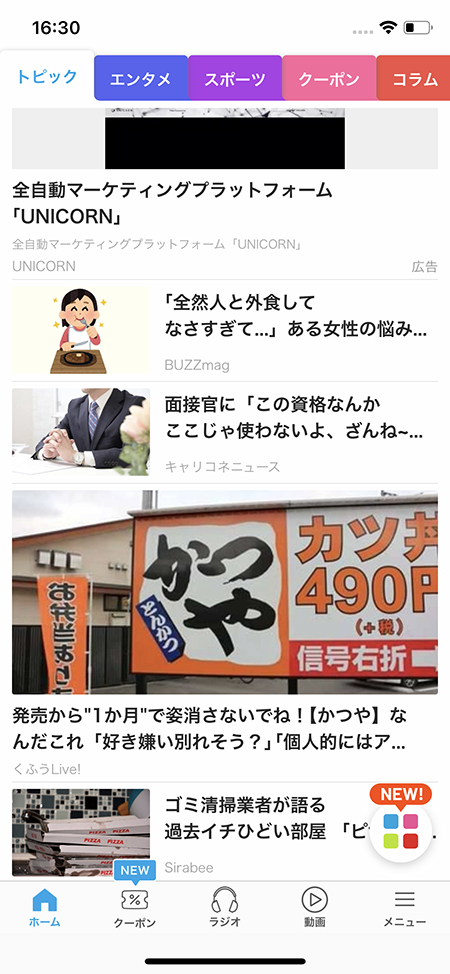 16:30
トピック
エンタメ
スポーツ
クーポン
コラム
全自動マーケティングプラットフォーム
「UNICORN」
全自動マーケティングプラットフォーム「UNICORN」
UNICORN
広告
「全然人と外食して
なさすぎて...」ある女性の悩み...
BUZZmag
面接官に「この資格なんか
ここじゃ使わないよ、ざんね~...
キャリコネニュース
お弁当すぐ
かつや
とんかつ
カツ丼
490円
(+税)
信号右折
発売から"1か月"で姿消さないでね！【かつや】な
んだこれ「好き嫌い別れそう？」「個人的にはア...
くふうLive!
ゴミ清掃業者が語る
過去イチひどい部屋 「ピ
Sirabee
PIZZA PIZZA
NEW!
NEW
ホーム
クーポン
ラジオ
動画
メニュー